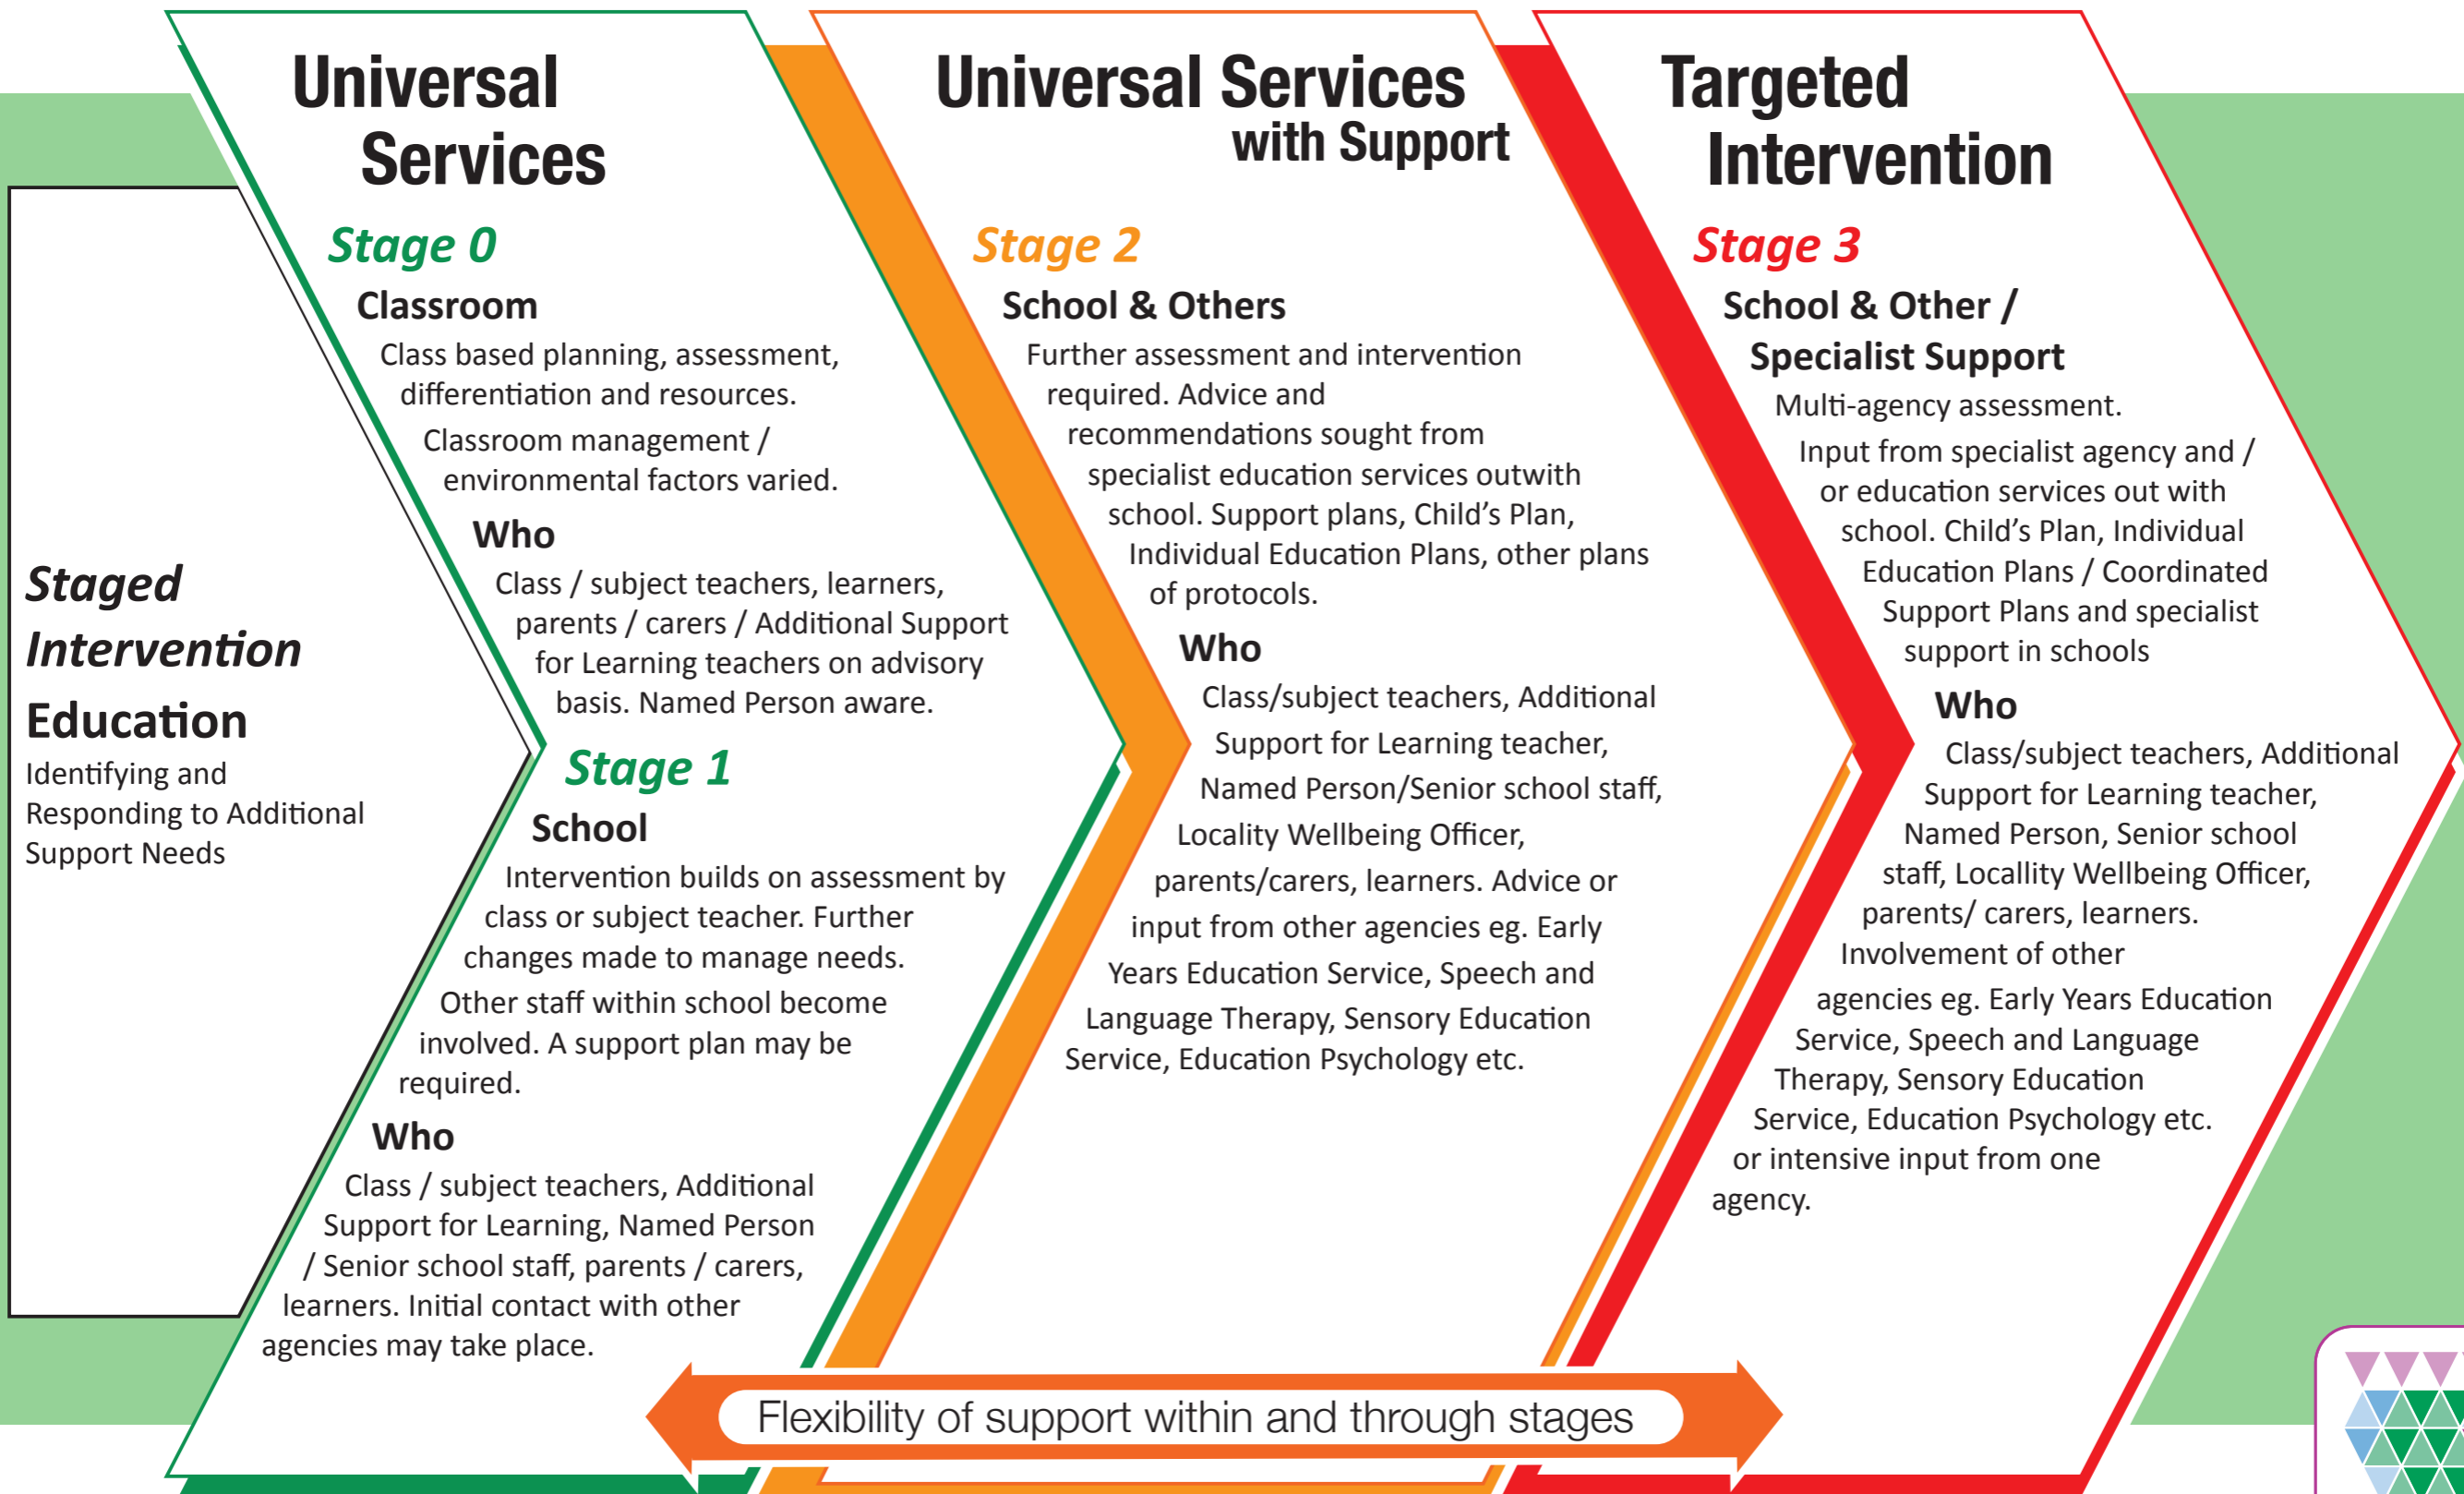 Staged
Intervention
Education
Identifying and
Responding to Additional
Support Needs
Universal
Services
Stage 0
Classroom
Class based planning, assessment,
differentiation and resources.
Classroom management /
environmental factors varied.
Who
Class / subject teachers, learners,
parents / carers / Additional Support
for Learning teachers on advisory
basis. Named Person aware.
Stage 1
School
Intervention builds on assessment by
class or subject teacher. Further
changes made to manage needs.
Other staff within school become
involved. A support plan may be
required.
Who
Class / subject teachers, Additional
Support for Learning, Named Person
/ Senior school staff, parents / carers,
learners. Initial contact with other
agencies may take place.
Universal Services
with Support
Stage 2
School & Others
Further assessment and intervention
required. Advice and
recommendations sought from
specialist education services outwith
school. Support plans, Child’s Plan,
Individual Education Plans, other plans
of protocols.
Who
Class/subject teachers, Additional
Support for Learning teacher,
Named Person/Senior school staff,
Locality Wellbeing Officer,
parents/carers, learners. Advice or
input from other agencies eg. Early
Years Education Service, Speech and
Language Therapy, Sensory Education
Service, Education Psychology etc.
Targeted
Intervention
Stage 3
School & Other /
Specialist Support
Multi-agency assessment.
Input from specialist agency and /
or education services out with
school. Child’s Plan, Individual
Education Plans / Coordinated
Support Plans and specialist
support in schools
Who
Class/subject teachers, Additional
Support for Learning teacher,
Named Person, Senior school
staff, Locallity Wellbeing Officer,
parents/ carers, learners.
Involvement of other
agencies eg. Early Years Education
Service, Speech and Language
Therapy, Sensory Education
Service, Education Psychology etc.
or intensive input from one
agency.
Flexibility of support within and through stages